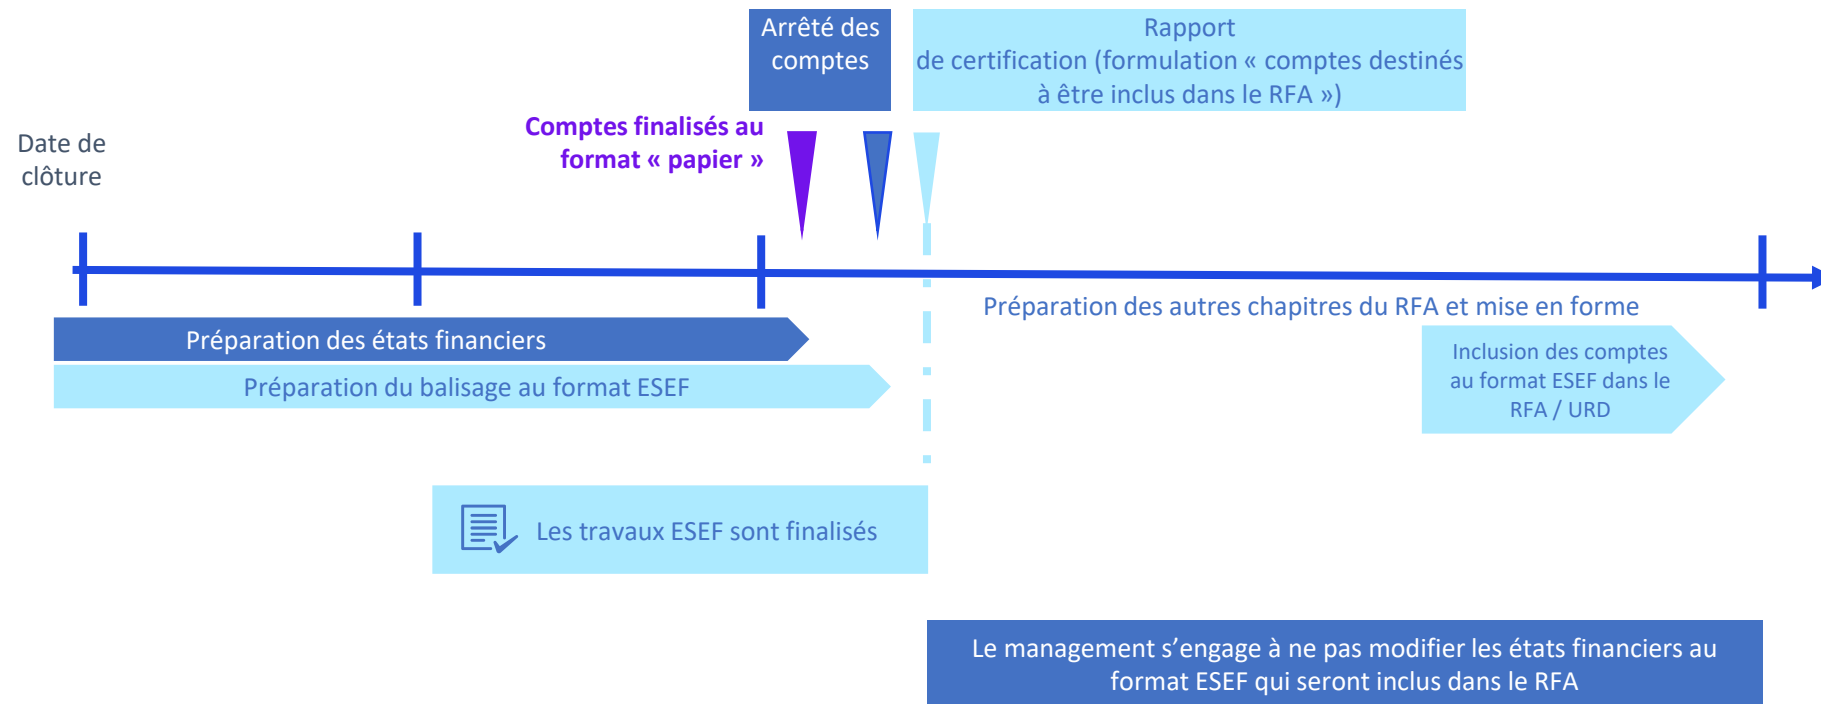 Arrêté des
comptes
Rapport
de certification (formulation « comptes destinés
à être inclus dans le RFA »)
Comptes finalisés au
format « papier »
Date de
clôture
Préparation des autres chapitres du RFA et mise en forme
Préparation des états financiers
Préparation du balisage au format ESEF
Inclusion des comptes
au format ESEF dans le
RFA / URD
Les travaux ESEF sont finalisés
Le management s’engage à ne pas modifier les états financiers au
format ESEF qui seront inclus dans le RFA